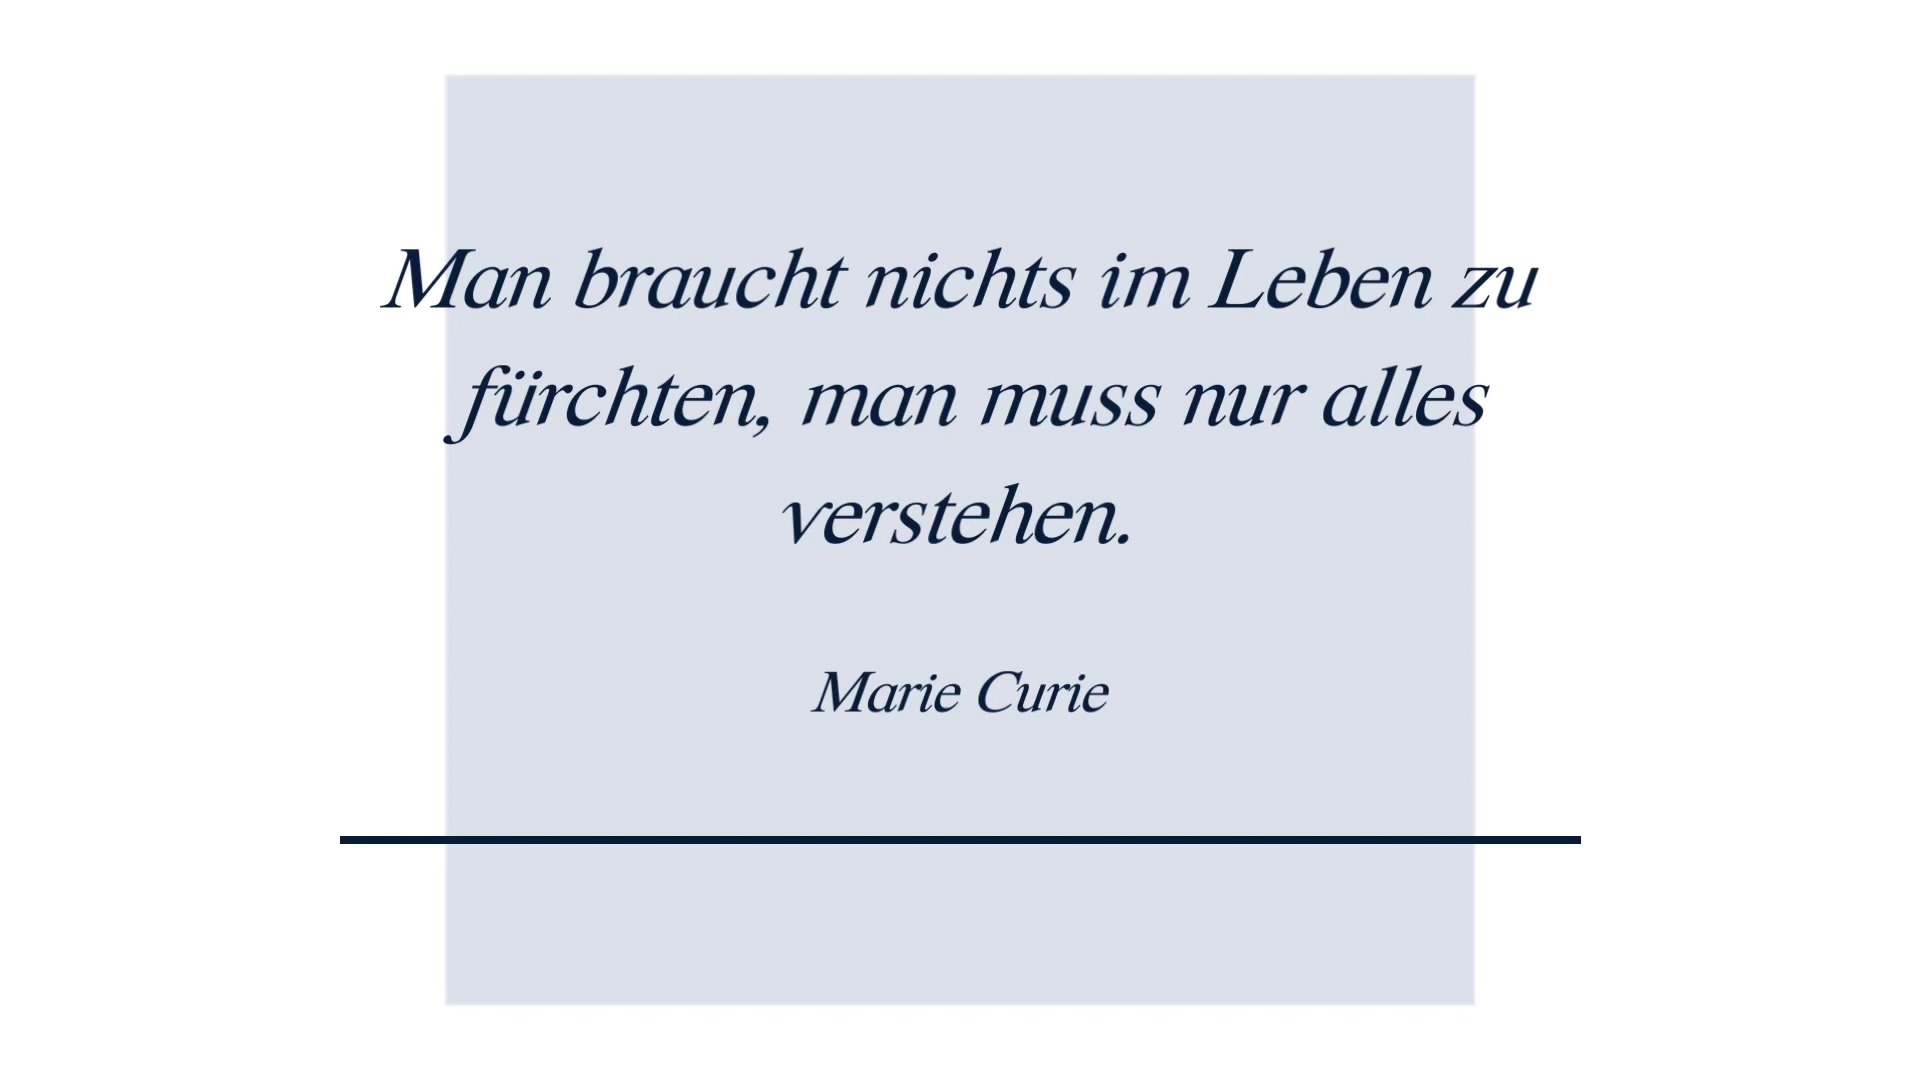 Man braucht nichts im Leben zu
fürchten, man muss nur alles
verstehen.
Marie Curie